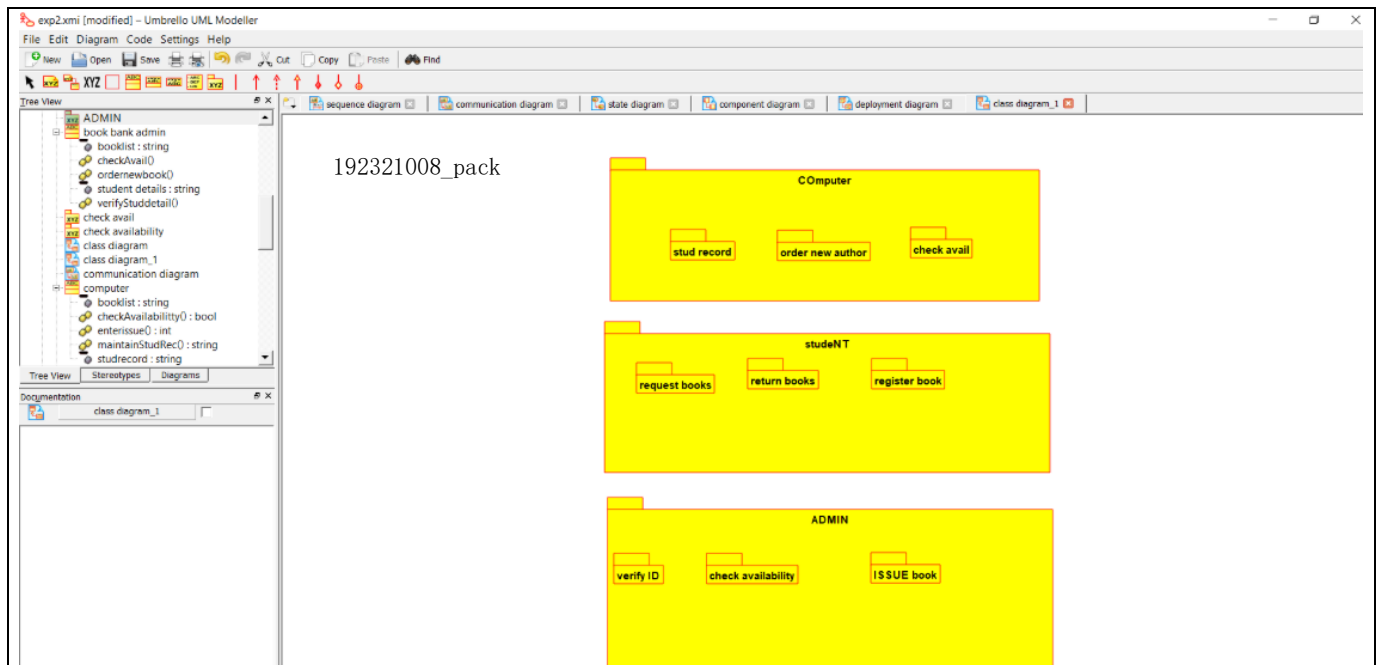 exp2.xmi [modified] – Umbrello UML Modeller
File Edit Diagram Code Settings Help
New Open Save Cut Copy Paste Find
XYZ
Tree View
ADMIN
book bank admin
booklist : string
checkAvail()
ordernewbook()
student details : string
verifyStuddetail()
check avail
check availability
class diagram
class diagram_1
communication diagram
computer
booklist : string
checkAvailabilitty() : bool
enterissue() : int
maintainStudRec() : string
studrecord : string
Tree View Stereotypes Diagrams
Documentation
class diagram_1
sequence diagram communication diagram state diagram component diagram deployment diagram class diagram_1
192321008_pack
COmputer
stud record order new author check avail
studeNT
request books return books register book
ADMIN
verify ID check availability ISSUE book